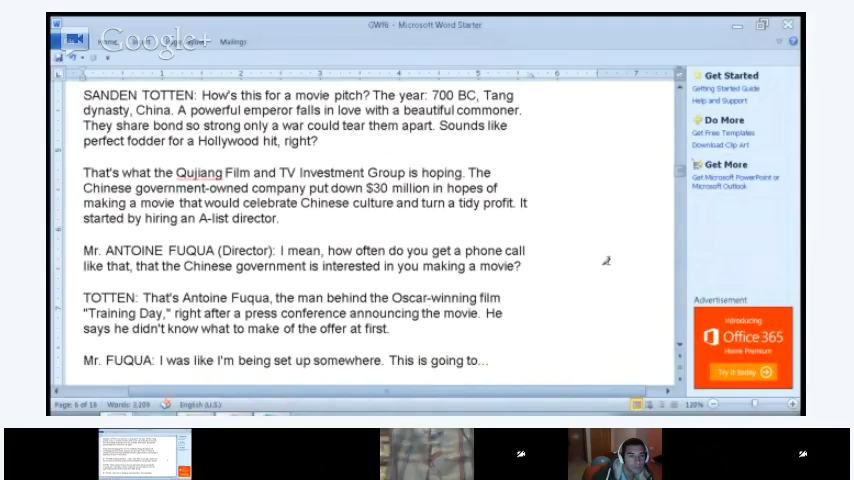 GWN - Microsoft Word Starter
Google+
Home
Mailings
SANDEN TOTTEN: How's this for a movie pitch? The year: 700 BC, Tang
dynasty, China. A powerful emperor falls in love with a beautiful commoner.
They share bond so strong only a war could tear them apart. Sounds like
perfect fodder for a Hollywood hit, right?
That's what the Qujiang Film and TV Investment Group is hoping. The
Chinese government-owned company put down $30 million in hopes of
making a movie that would celebrate Chinese culture and turn a tidy profit. It
started by hiring an A-list director.
Mr. ANTOINE FUQUA (Director): I mean, how often do you get a phone call
like that, that the Chinese government is interested in you making a movie?
TOTTEN: That's Antoine Fuqua, the man behind the Oscar-winning film
"Training Day," right after a press conference announcing the movie. He
says he didn't know what to make of the offer at first.
Mr. FUQUA: I was like I'm being set up somewhere. This is going to...
Get Started
Getting Started Guide
Help and Support
Do More
Get Free Templates
Download Clip Art
Get More
Get Microsoft PowerPoint or
Microsoft Outlook
Advertisement
Introducing
Office 365
Home Premium
Try it today
Page: 6 of 18 Words: 3,209 English (U.S.) 120%